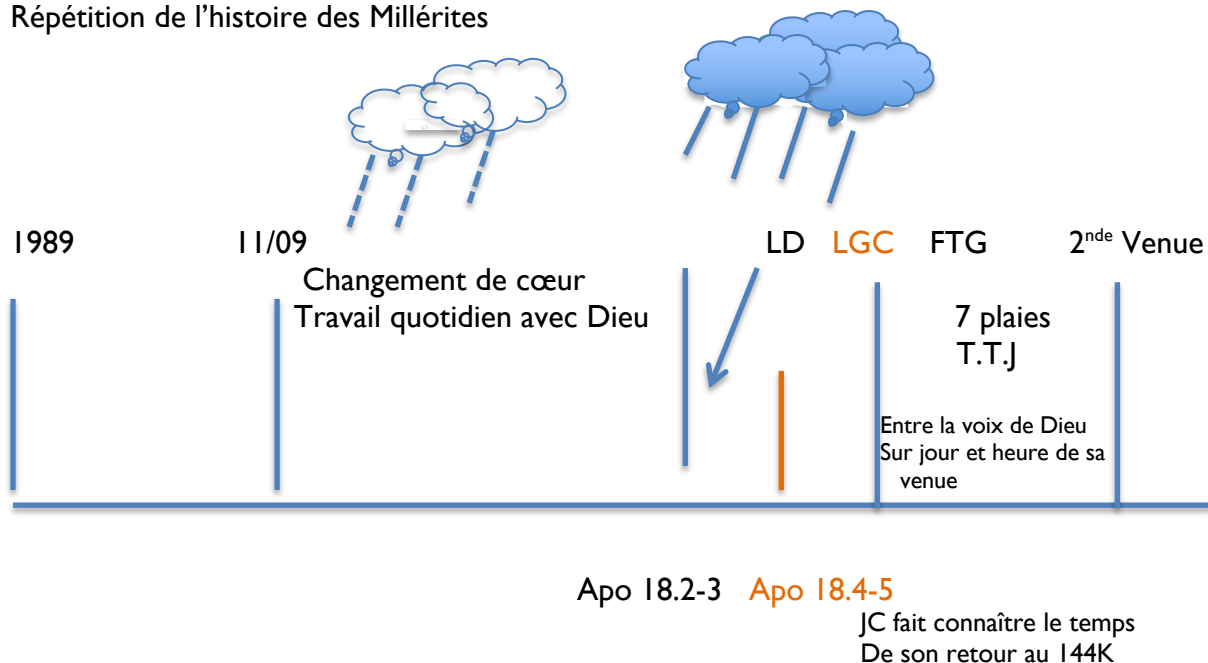 Répétition de l’histoire des Millérites
1989 11/09 LD LGC FTG 2nde Venue
Changement de cœur
Travail quotidien avec Dieu
7 plaies
T.T.J
Entre la voix de Dieu
Sur jour et heure de sa
venue
Apo 18.2-3 Apo 18.4-5
JC fait connaître le temps
De son retour au 144K